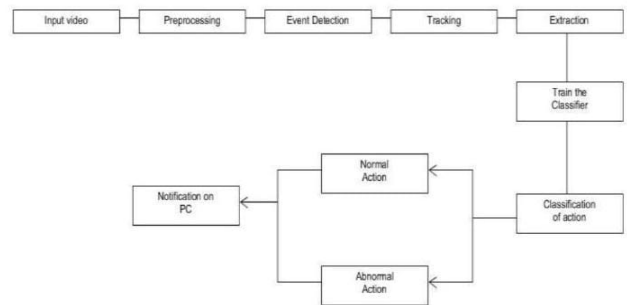 Input video
Preprocessing
Event Detection
Tracking
Extraction
Train the
Classifier
Normal
Action
Notification on
PC
Classification
of action
Abnormal
Action